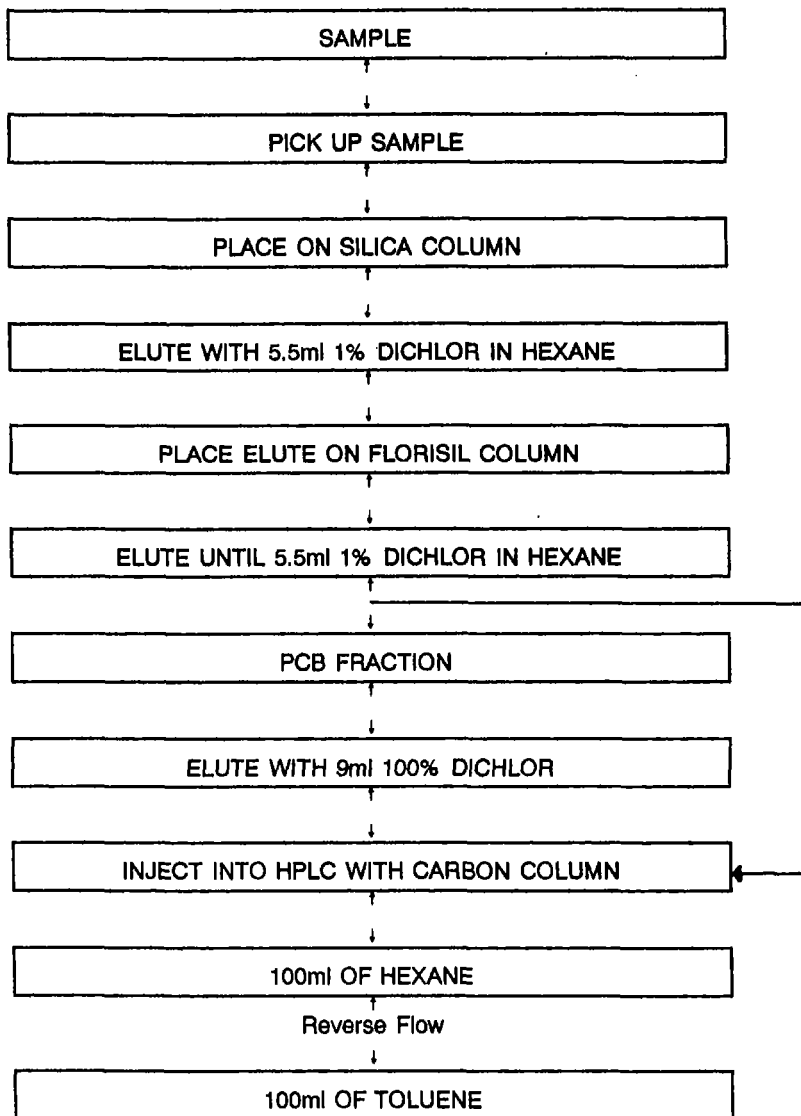 SAMPLE
PICK UP SAMPLE
PLACE ON SILICA COLUMN
ELUTE WITH 5.5ml 1% DICHLOR IN HEXANE
PLACE ELUTE ON FLORISIL COLUMN
ELUTE UNTIL 5.5ml 1% DICHLOR IN HEXANE
PCB FRACTION
ELUTE WITH 9ml 100% DICHLOR
INJECT INTO HPLC WITH CARBON COLUMN
100ml OF HEXANE
Reverse Flow
100ml OF TOLUENE